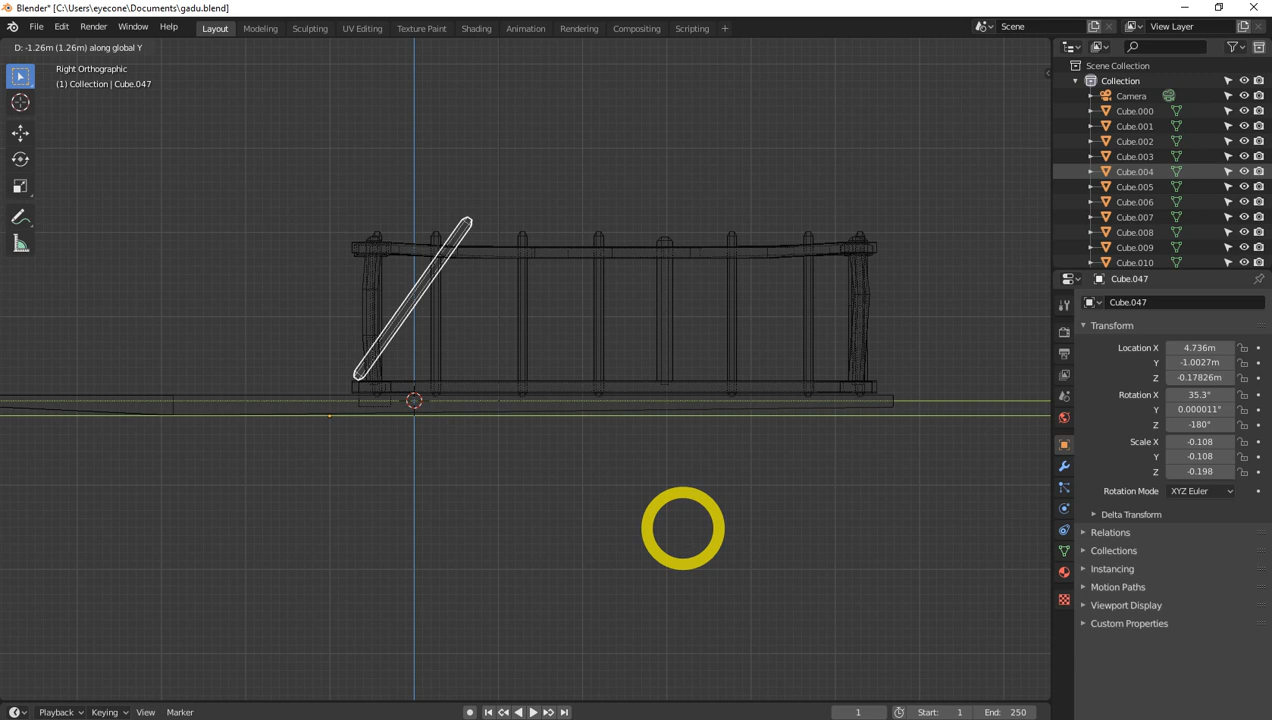 Blender* [C:\Users\eyecone\Documents\gadu.blend]
File Edit Render Window Help Layout Modeling Sculpting UV Editing Texture Paint Shading Animation Rendering Compositing Scripting + Scene View Layer
D: -1.26m (1.26m) along global Y
Right Orthographic
(1) Collection | Cube.047
Scene Collection
Collection
Camera
Cube.000
Cube.001
Cube.002
Cube.003
Cube.004
Cube.005
Cube.006
Cube.007
Cube.008
Cube.009
Cube.010
Cube.047
Cube.047
Transform
Location X 4.736m
Y -1.0027m
Z -0.17826m
Rotation X 35.3°
Y 0.000011°
Z -180°
Scale X -0.108
Y -0.108
Z -0.198
Rotation Mode XYZ Euler
Delta Transform
Relations
Collections
Instancing
Motion Paths
Viewport Display
Custom Properties
Playback Keying View Marker 1 Start: 1 End: 250